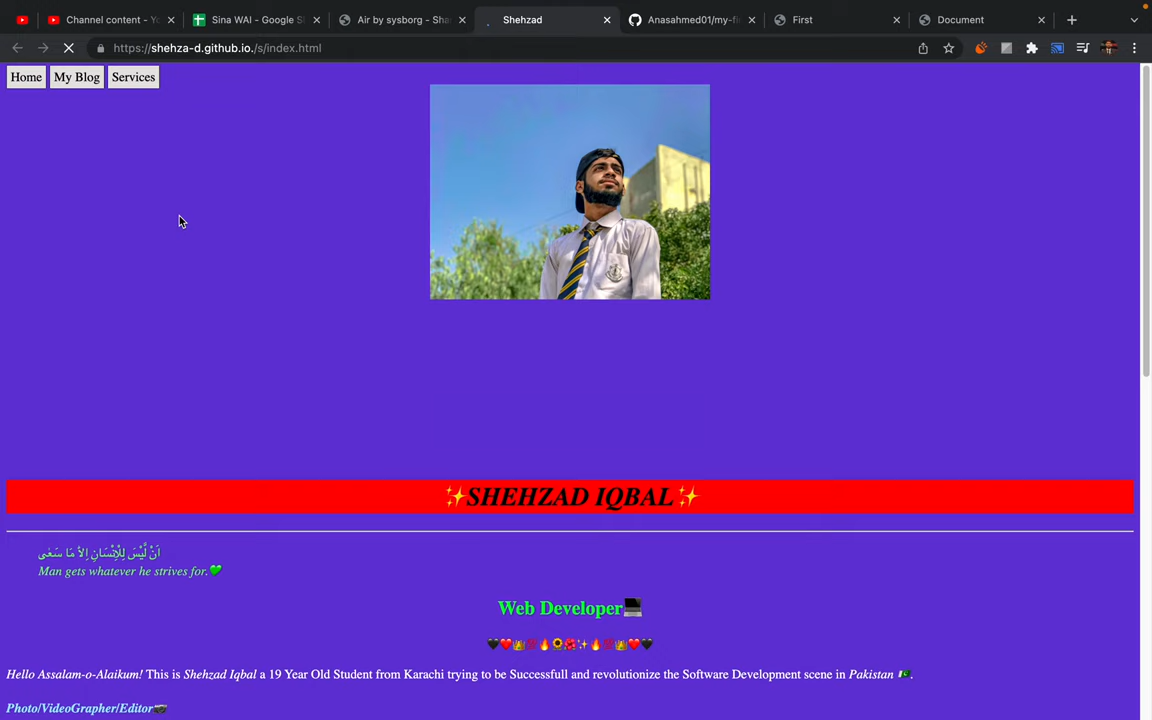 Channel content - Yo
Sina WAI - Google Sh
Air by sysborg - Shar
Shehzad
Anasahmed01/my-fi
First
Document
https://shehza-d.github.io./s/index.html
Home
My Blog
Services
✨SHEHZAD IQBAL✨
اَنْ لَّيْسَ لِلْاِنْسَانِ اِلاَّ مَا سَعٰى
Man gets whatever he strives for.💚
Web Developer💻
Hello Assalam-o-Alaikum! This is Shehzad Iqbal a 19 Year Old Student from Karachi trying to be Successfull and revolutionize the Software Development scene in Pakistan 🇵🇰.
Photo/VideoGrapher/Editor📸